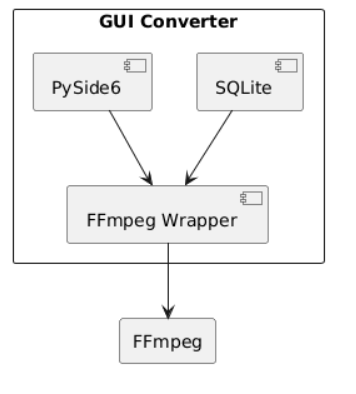 GUI Converter
PySide6
SQLite
FFmpeg Wrapper
FFmpeg